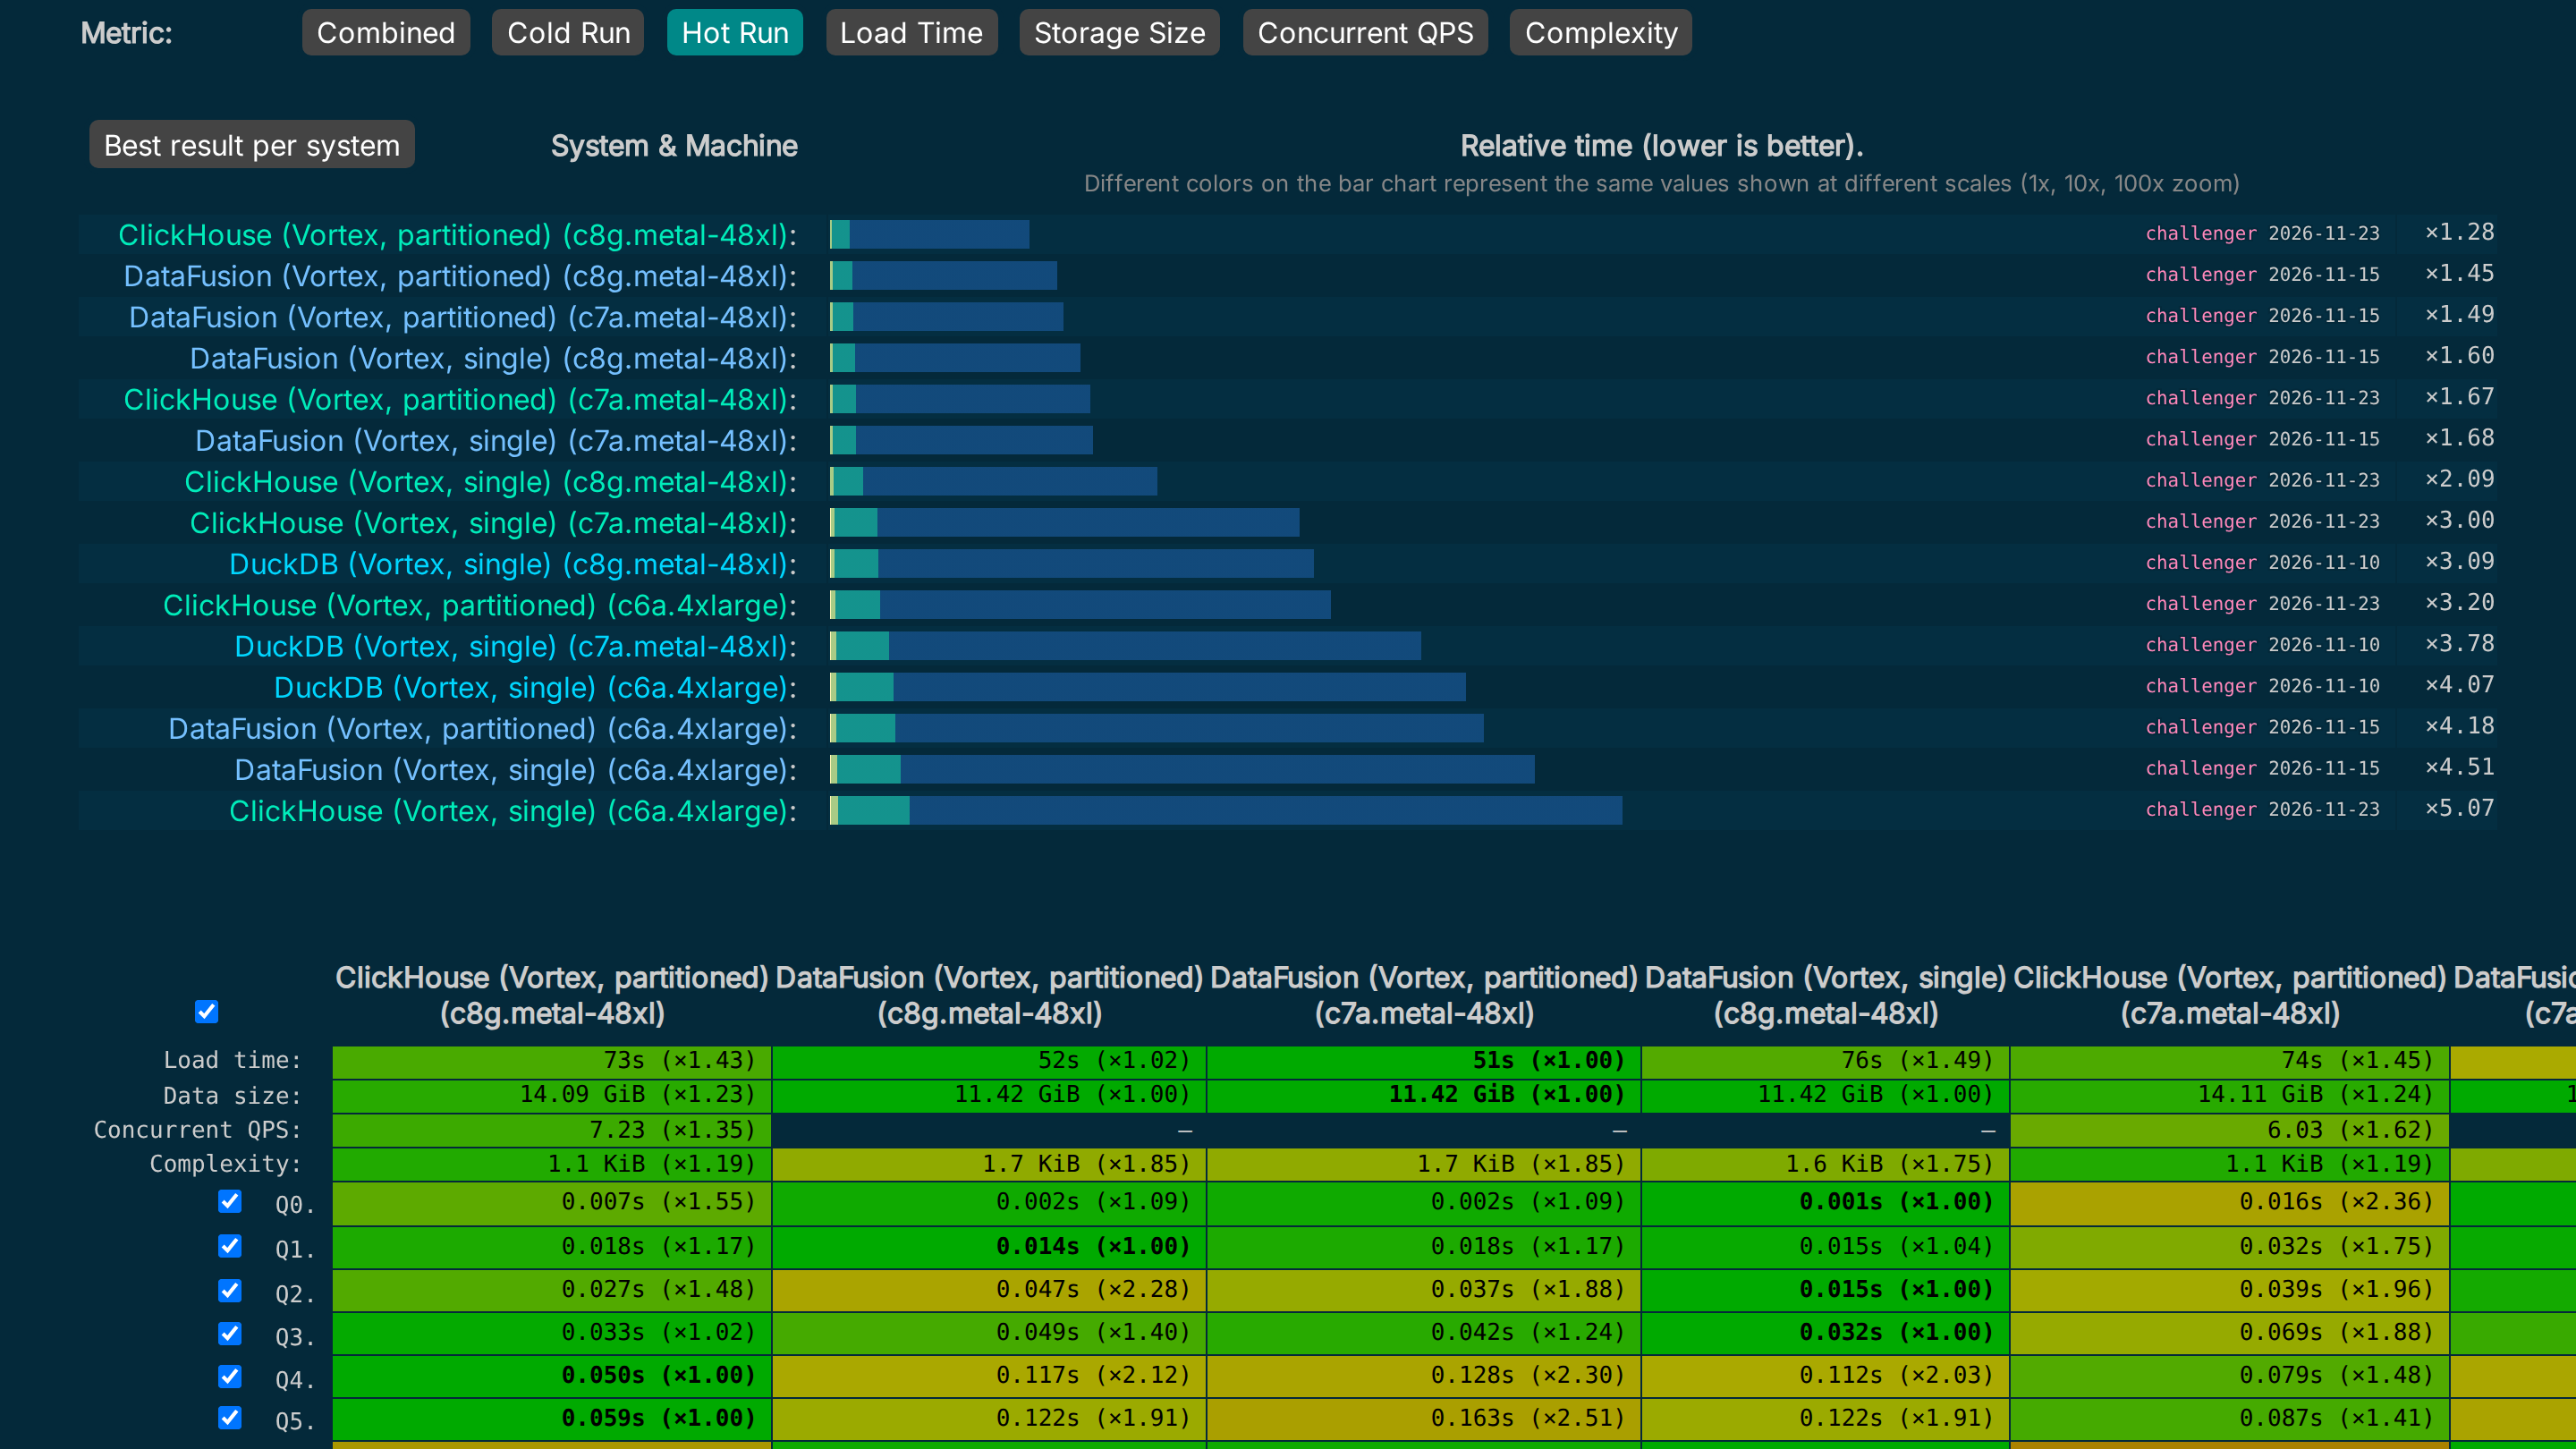 Metric: Combined Cold Run Hot Run Load Time Storage Size Concurrent QPS Complexity
Best result per system System & Machine Relative time (lower is better).
Different colors on the bar chart represent the same values shown at different scales (1x, 10x, 100x zoom)
ClickHouse (Vortex, partitioned) (c8g.metal-48xl): challenger 2026-11-23 ×1.28
DataFusion (Vortex, partitioned) (c8g.metal-48xl): challenger 2026-11-15 ×1.45
DataFusion (Vortex, partitioned) (c7a.metal-48xl): challenger 2026-11-15 ×1.49
DataFusion (Vortex, single) (c8g.metal-48xl): challenger 2026-11-15 ×1.60
ClickHouse (Vortex, partitioned) (c7a.metal-48xl): challenger 2026-11-23 ×1.67
DataFusion (Vortex, single) (c7a.metal-48xl): challenger 2026-11-15 ×1.68
ClickHouse (Vortex, single) (c8g.metal-48xl): challenger 2026-11-23 ×2.09
ClickHouse (Vortex, single) (c7a.metal-48xl): challenger 2026-11-23 ×3.00
DuckDB (Vortex, single) (c8g.metal-48xl): challenger 2026-11-10 ×3.09
ClickHouse (Vortex, partitioned) (c6a.4xlarge): challenger 2026-11-23 ×3.20
DuckDB (Vortex, single) (c7a.metal-48xl): challenger 2026-11-10 ×3.78
DuckDB (Vortex, single) (c6a.4xlarge): challenger 2026-11-10 ×4.07
DataFusion (Vortex, partitioned) (c6a.4xlarge): challenger 2026-11-15 ×4.18
DataFusion (Vortex, single) (c6a.4xlarge): challenger 2026-11-15 ×4.51
ClickHouse (Vortex, single) (c6a.4xlarge): challenger 2026-11-23 ×5.07
ClickHouse (Vortex, partitioned) DataFusion (Vortex, partitioned) DataFusion (Vortex, partitioned) DataFusion (Vortex, single) ClickHouse (Vortex, partitioned)
(c8g.metal-48xl) (c8g.metal-48xl) (c7a.metal-48xl) (c8g.metal-48xl) (c7a.metal-48xl)
Load time: 73s (×1.43) 52s (×1.02) 51s (×1.00) 76s (×1.49) 74s (×1.45)
Data size: 14.09 GiB (×1.23) 11.42 GiB (×1.00) 11.42 GiB (×1.00) 11.42 GiB (×1.00) 14.11 GiB (×1.24)
Concurrent QPS: 7.23 (×1.35) – – – 6.03 (×1.62)
Complexity: 1.1 KiB (×1.19) 1.7 KiB (×1.85) 1.7 KiB (×1.85) 1.6 KiB (×1.75) 1.1 KiB (×1.19)
Q0. 0.007s (×1.55) 0.002s (×1.09) 0.002s (×1.09) 0.001s (×1.00) 0.016s (×2.36)
Q1. 0.018s (×1.17) 0.014s (×1.00) 0.018s (×1.17) 0.015s (×1.04) 0.032s (×1.75)
Q2. 0.027s (×1.48) 0.047s (×2.28) 0.037s (×1.88) 0.015s (×1.00) 0.039s (×1.96)
Q3. 0.033s (×1.02) 0.049s (×1.40) 0.042s (×1.24) 0.032s (×1.00) 0.069s (×1.88)
Q4. 0.050s (×1.00) 0.117s (×2.12) 0.128s (×2.30) 0.112s (×2.03) 0.079s (×1.48)
Q5. 0.059s (×1.00) 0.122s (×1.91) 0.163s (×2.51) 0.122s (×1.91) 0.087s (×1.41)